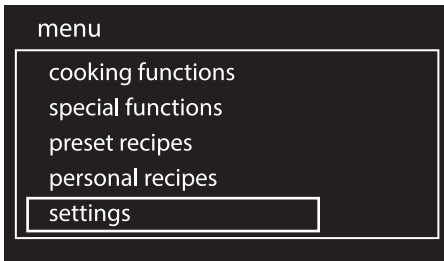 menu
cooking functions
special functions
preset recipes
personal recipes
settings